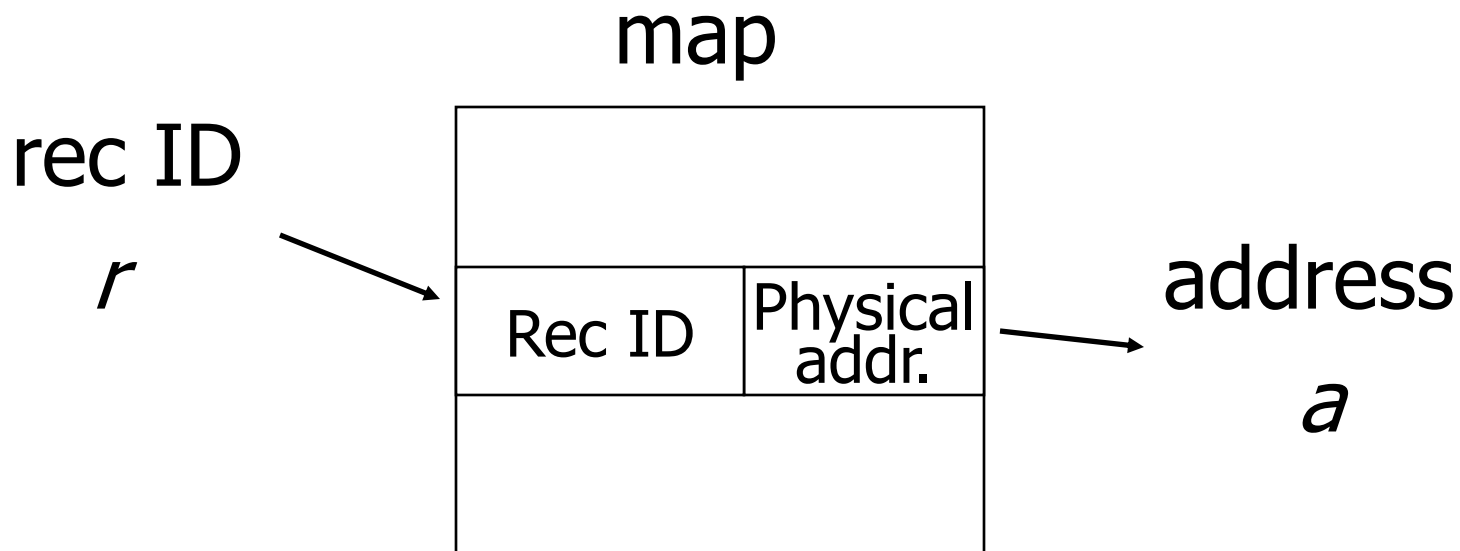 map
rec ID
r
Rec ID
Physical
addr.
address
a